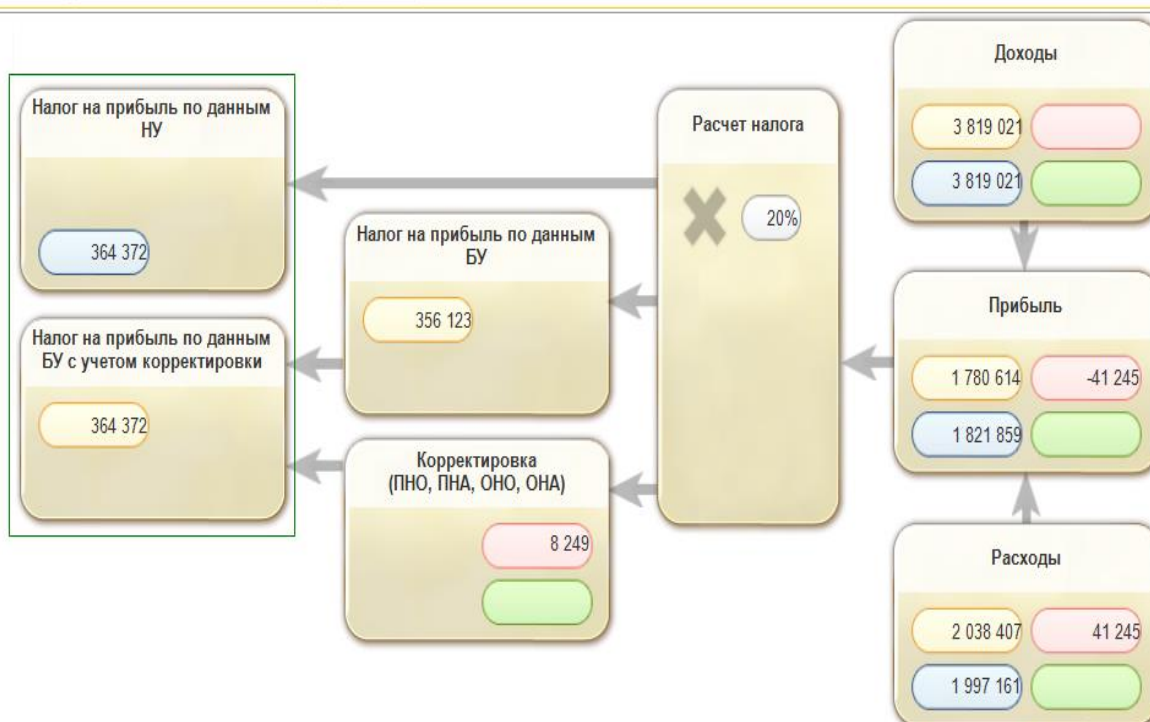 Доходы
3 819 021
3 819 021
Налог на прибыль по данным
НУ
364 372
Расчет налога
20%
Налог на прибыль по данным
БУ
356 123
Прибыль
1 780 614 -41 245
1 821 859
Налог на прибыль по данным
БУ с учетом корректировки
364 372
Корректировка
(ПНО, ПНА, ОНО, ОНА)
8 249
Расходы
2 038 407 41 245
1 997 161